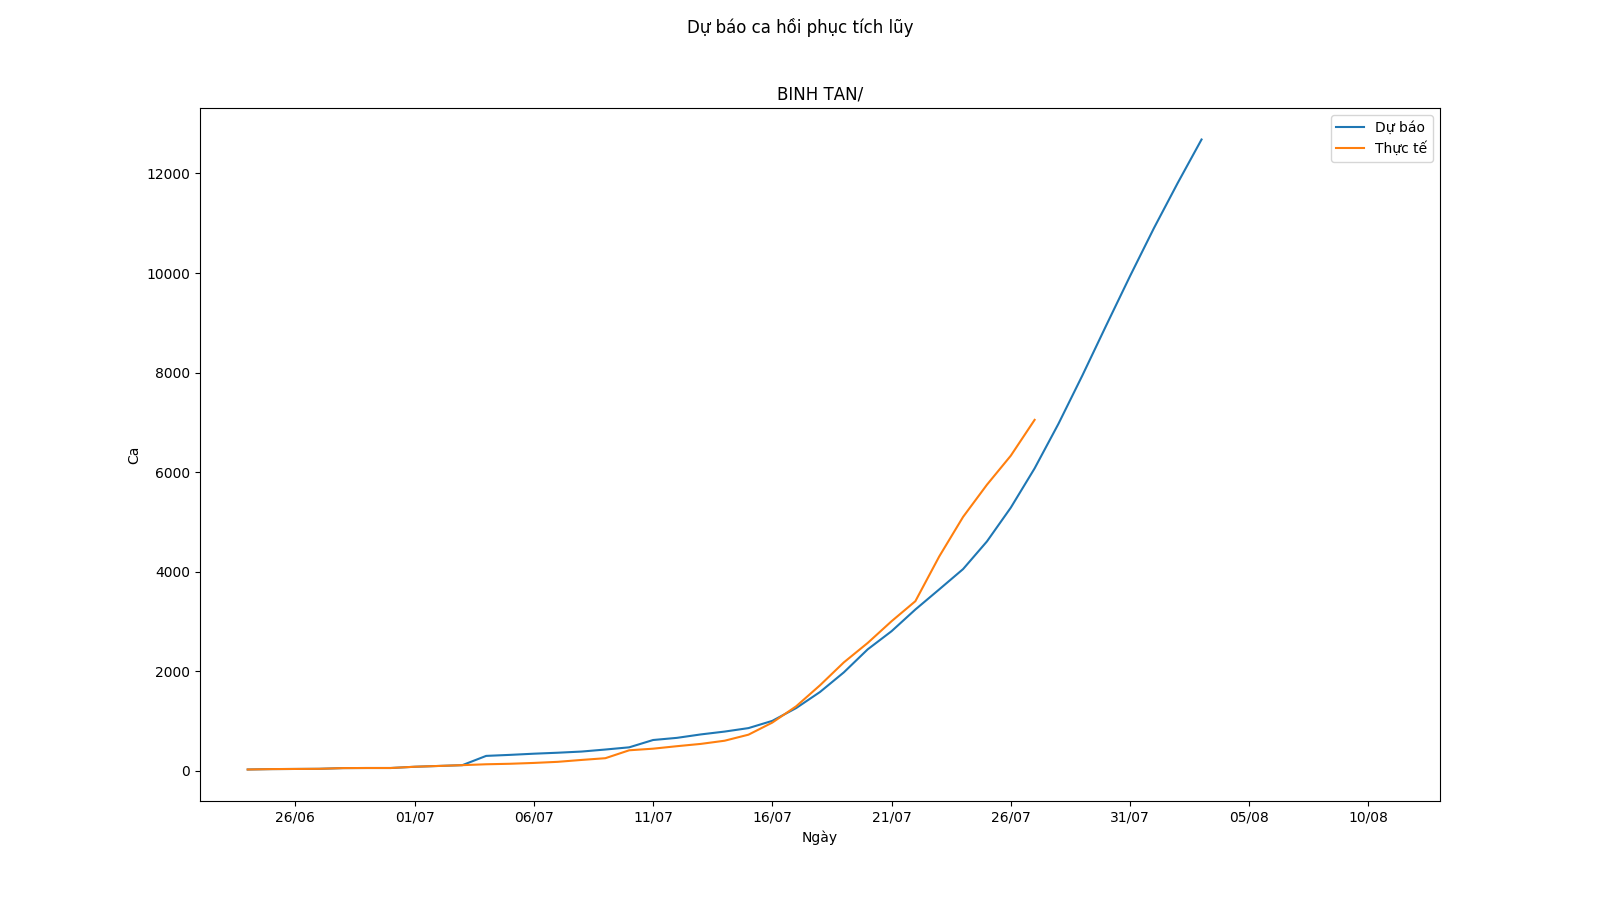 Dự báo ca hồi phục tích lũy
BINH TAN/
Dự báo
Thực tế
12000
10000
8000
6000
4000
2000
0
Ca
26/06 01/07 06/07 11/07 16/07 21/07 26/07 31/07 05/08 10/08
Ngày